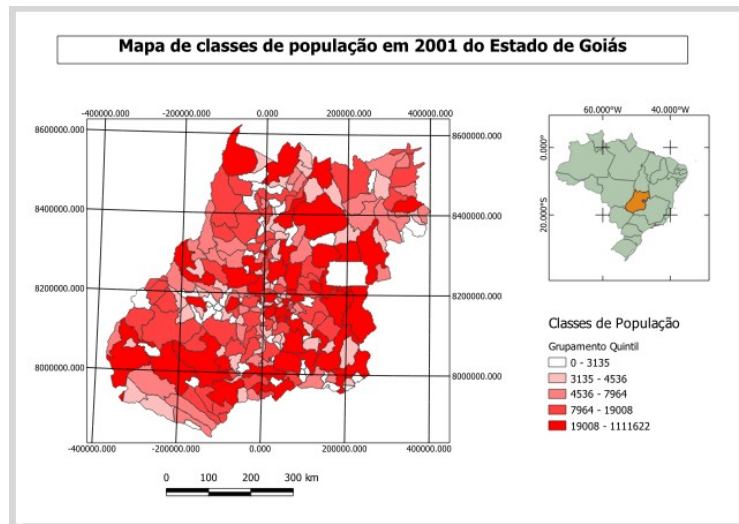 Mapa de classes de população em 2001 do Estado de Goiás
-400000.000 -200000.000 0.000 200000.000 400000.000
8600000.000 8600000.000
8400000.000 8400000.000
8200000.000 8200000.000
8000000.000 8000000.000
-400000.000 -200000.000 0.000 200000.000 400000.000
0 100 200 300 km
60.000°W 40.000°W
0.000°
20.000°S
Classes de População
Grupamento Quintil
0 - 3135
3135 - 4536
4536 - 7964
7964 - 19008
19008 - 1111622